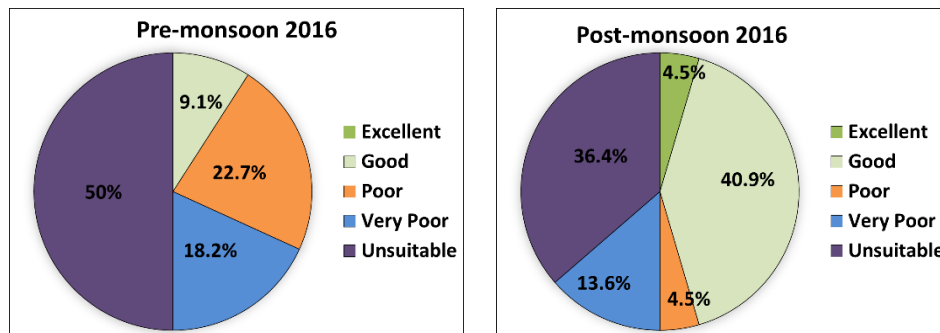 Pre-monsoon 2016
9.1%
22.7%
18.2%
50%
Excellent
Good
Poor
Very Poor
Unsuitable
Post-monsoon 2016
4.5%
40.9%
4.5%
13.6%
36.4%
Excellent
Good
Poor
Very Poor
Unsuitable